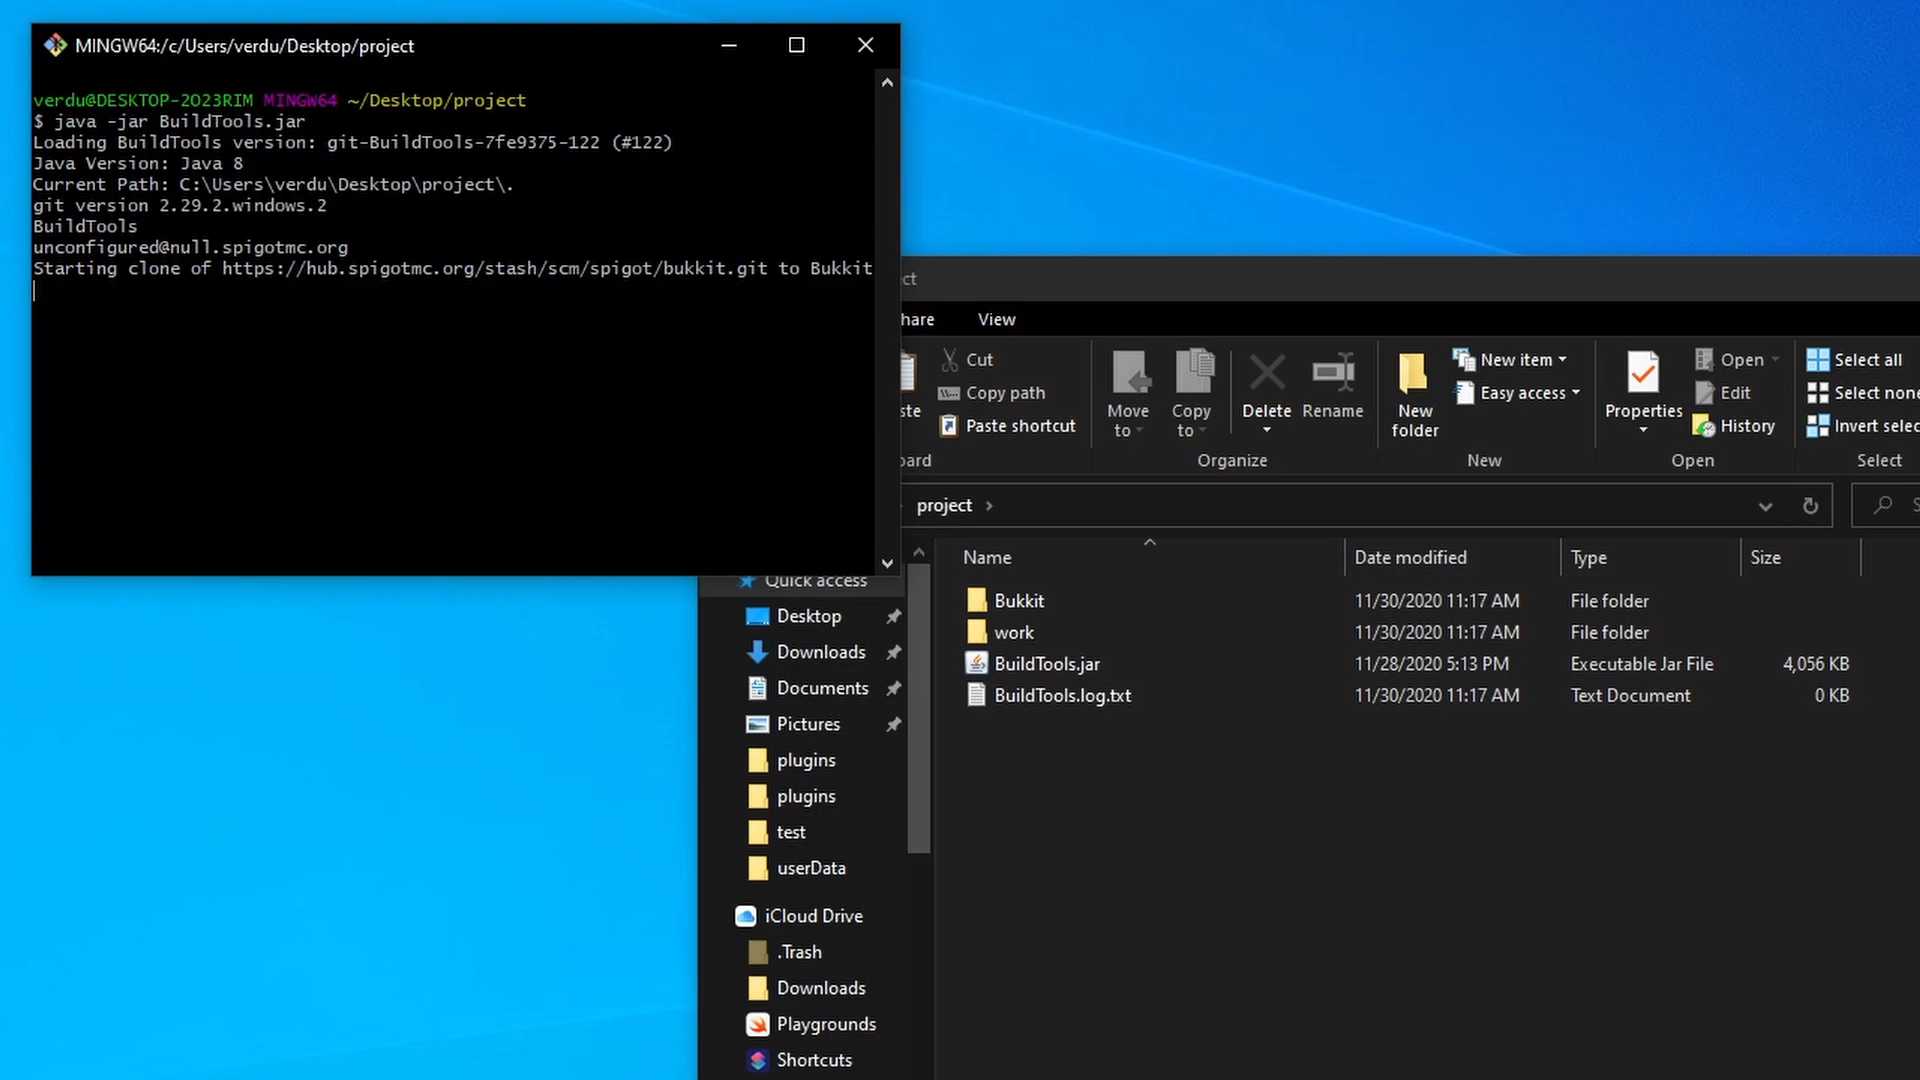 MINGW64:/c/Users/verdu/Desktop/project
verdu@DESKTOP-2O23RIM MINGW64 ~/Desktop/project
$ java -jar BuildTools.jar
Loading BuildTools version: git-BuildTools-7fe9375-122 (#122)
Java Version: Java 8
Current Path: C:\Users\verdu\Desktop\project\.
git version 2.29.2.windows.2
BuildTools
unconfigured@null.spigotmc.org
Starting clone of https://hub.spigotmc.org/stash/scm/spigot/bukkit.git to Bukkit
ct
hare View
Cut
Copy path
ste Paste shortcut
oard
Move to
Copy to
Delete
Rename
Organize
New folder
New item
Easy access
New
Properties
Open
Edit
History
Open
Select all
Select none
Invert selec
Select
project
S
Name Date modified Type Size
Bukkit 11/30/2020 11:17 AM File folder
work 11/30/2020 11:17 AM File folder
BuildTools.jar 11/28/2020 5:13 PM Executable Jar File 4,056 KB
BuildTools.log.txt 11/30/2020 11:17 AM Text Document 0 KB
Quick access
Desktop
Downloads
Documents
Pictures
plugins
plugins
test
userData
iCloud Drive
.Trash
Downloads
Playgrounds
Shortcuts